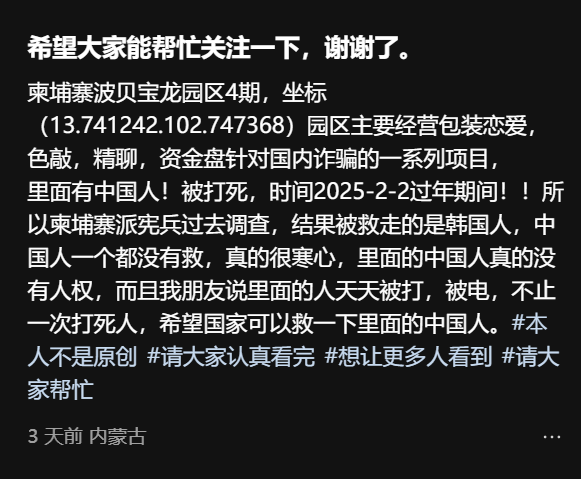 希望大家能帮忙关注一下，谢谢了。
柬埔寨波贝宝龙园区4期，坐标
（13.741242.102.747368）园区主要经营包装恋爱，
色敲，精聊，资金盘针对国内诈骗的一系列项目，
里面有中国人！被打死，时间2025-2-2过年期间！！所
以柬埔寨派宪兵过去调查，结果被救走的是韩国人，中
国人一个都没有救，真的很寒心，里面的中国人真的没
有人权，而且我朋友说里面的人天天被打，被电，不止
一次打死人，希望国家可以救一下里面的中国人。#本
人不是原创 #请大家认真看完 #想让更多人看到 #请大
家帮忙
3 天前 内蒙古